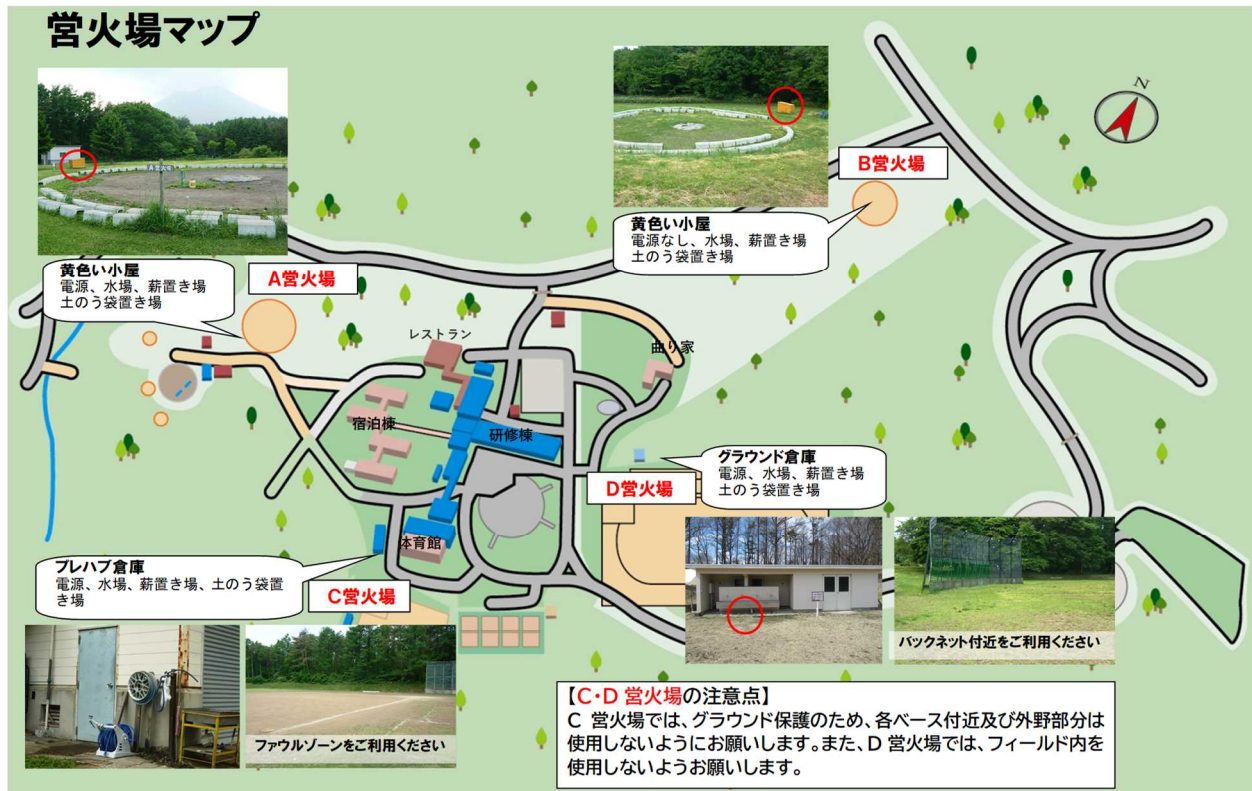 営火場マップ
N
B営火場
黄色い小屋
電源なし、水場、薪置き場
土のう袋置き場
黄色い小屋
電源、水場、薪置き場
土のう袋置き場
A営火場
レストラン
曲り家
宿泊棟
研修棟
グラウンド倉庫
電源、水場、薪置き場
土のう袋置き場
D営火場
体育館
プレハブ倉庫
電源、水場、薪置き場、土のう袋置
き場
C営火場
ファウルゾーンをご利用ください
バックネット付近をご利用ください
【C・D 営火場の注意点】
C 営火場では、グラウンド保護のため、各ベース付近及び外野部分は
使用しないようにお願いします。また、D 営火場では、フィールド内を
使用しないようお願いします。